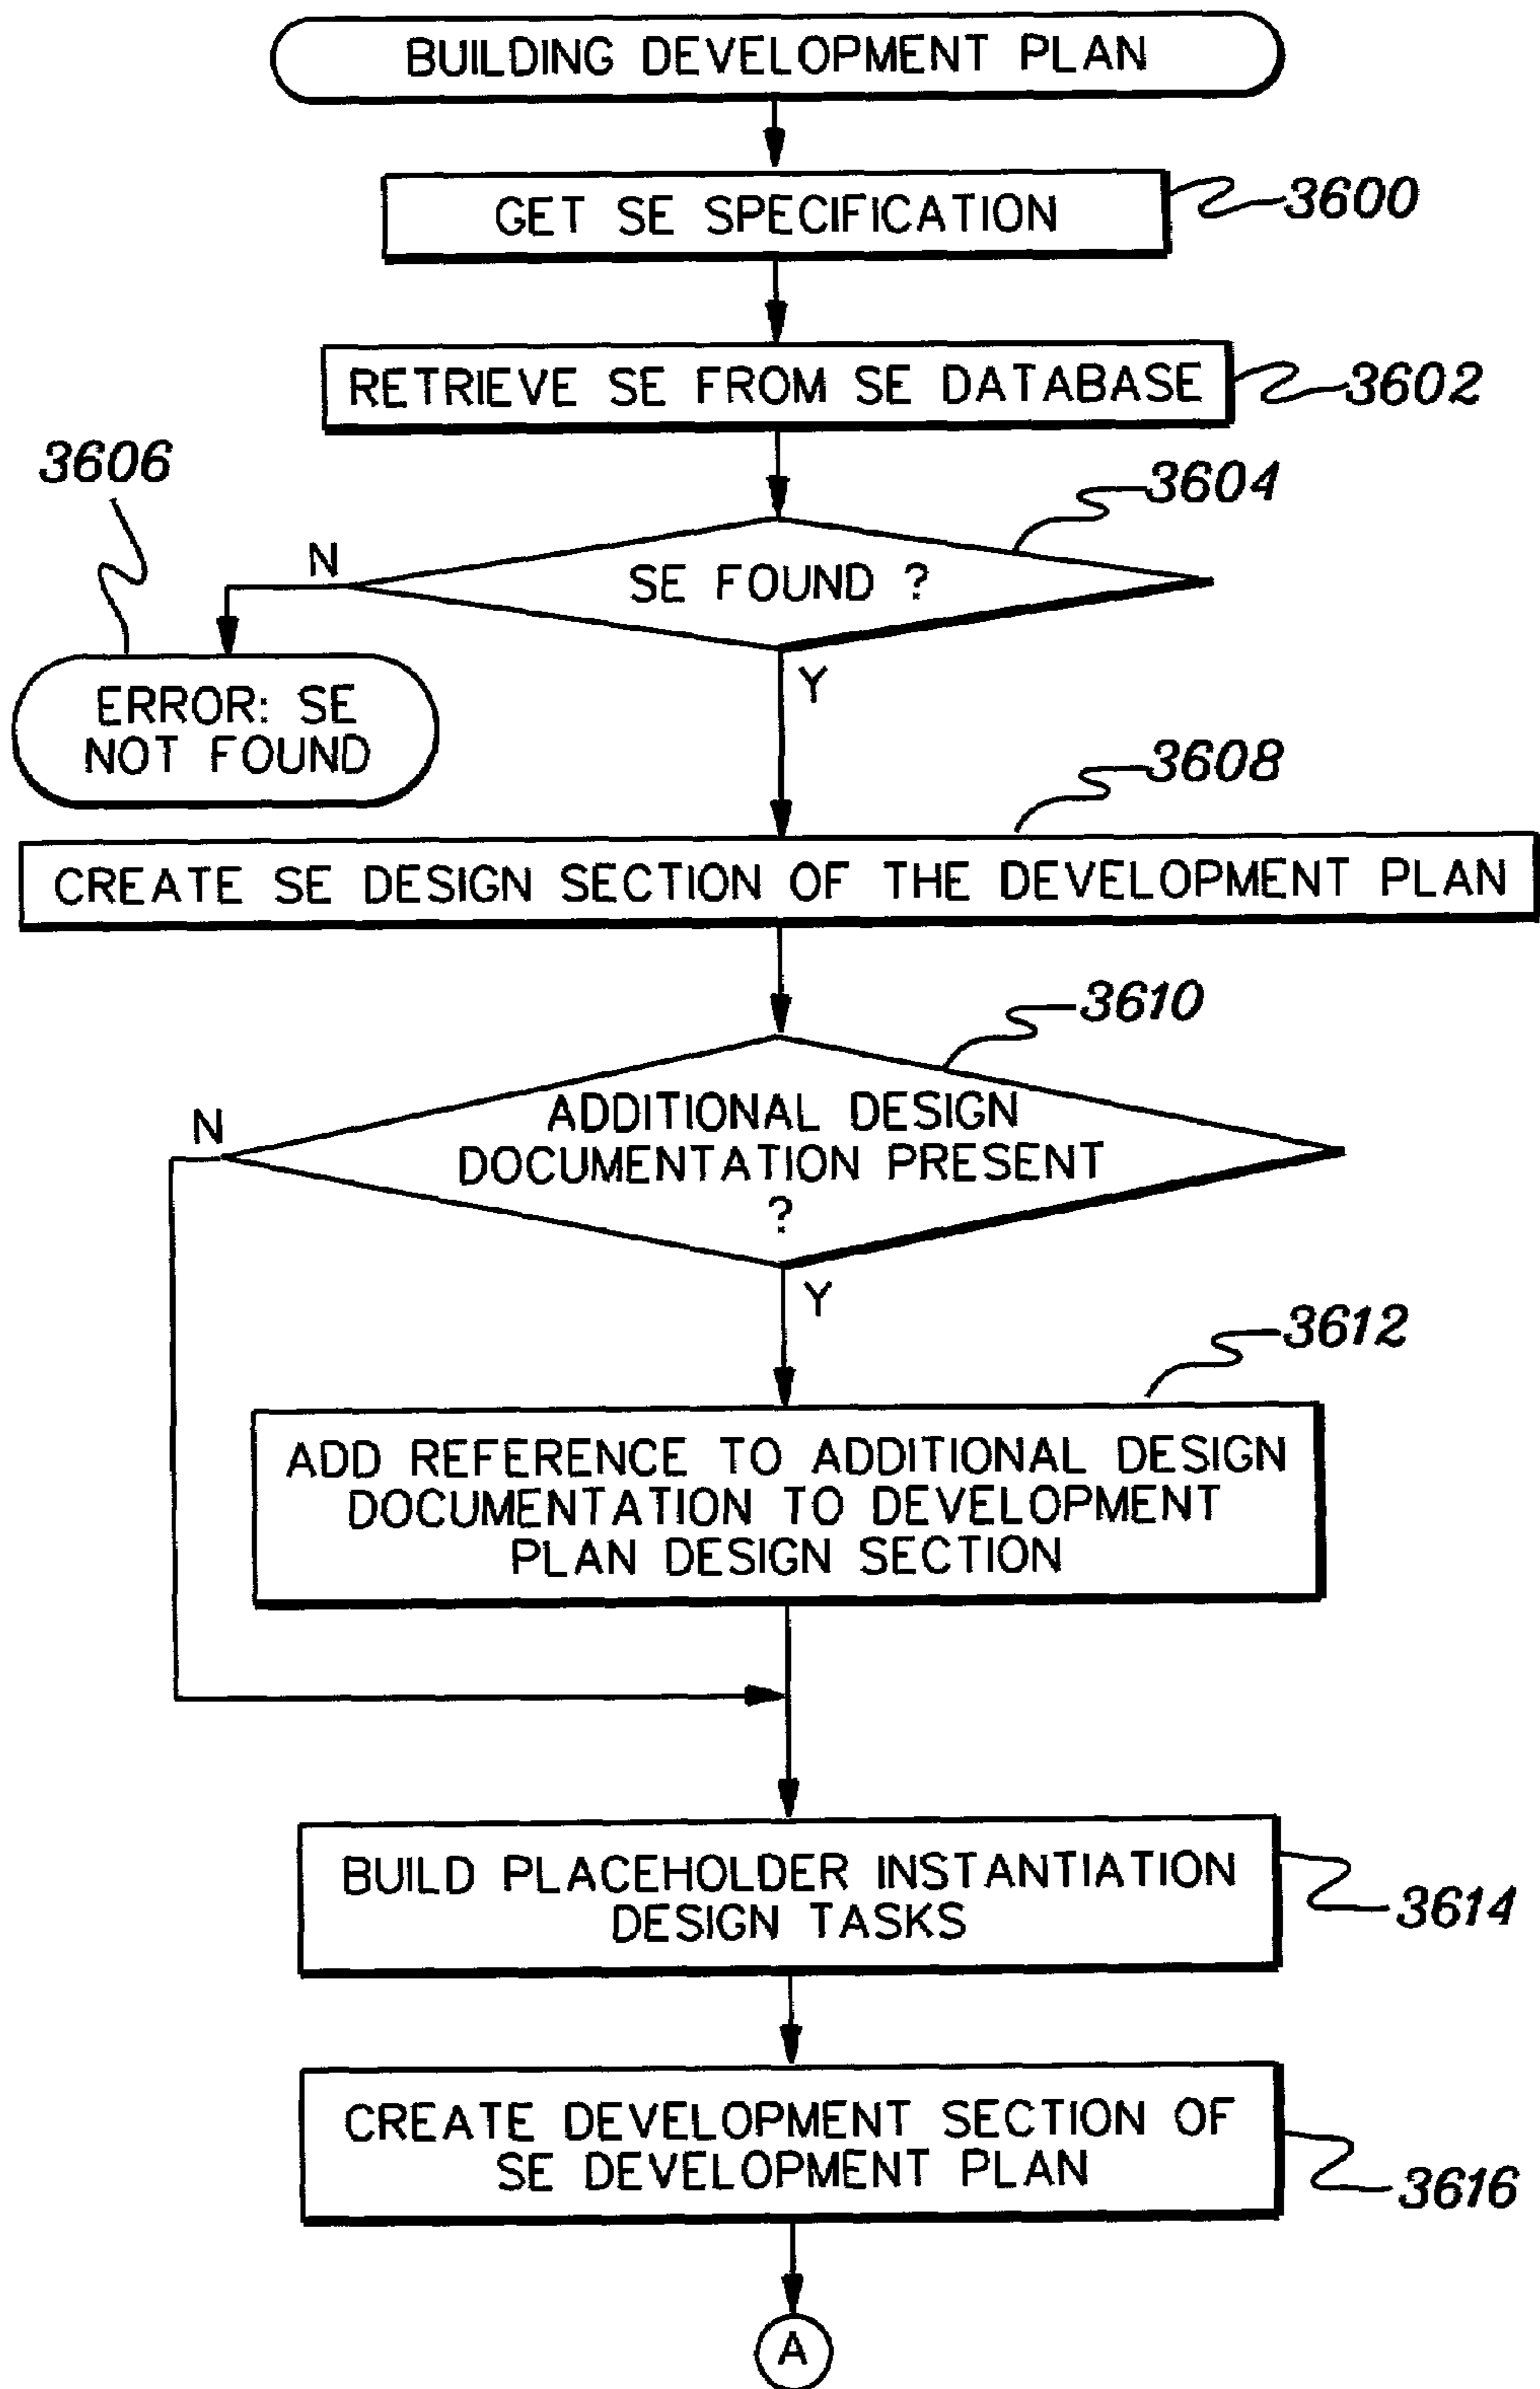 BUILDING DEVELOPMENT PLAN
GET SE SPECIFICATION
3600
RETRIEVE SE FROM SE DATABASE
3602
3606
3604
N
SE FOUND ?
Y
ERROR: SE
NOT FOUND
3608
CREATE SE DESIGN SECTION OF THE DEVELOPMENT PLAN
3610
N
ADDITIONAL DESIGN
DOCUMENTATION PRESENT
?
Y
3612
ADD REFERENCE TO ADDITIONAL DESIGN
DOCUMENTATION TO DEVELOPMENT
PLAN DESIGN SECTION
BUILD PLACEHOLDER INSTANTIATION
DESIGN TASKS
3614
CREATE DEVELOPMENT SECTION OF
SE DEVELOPMENT PLAN
3616
A